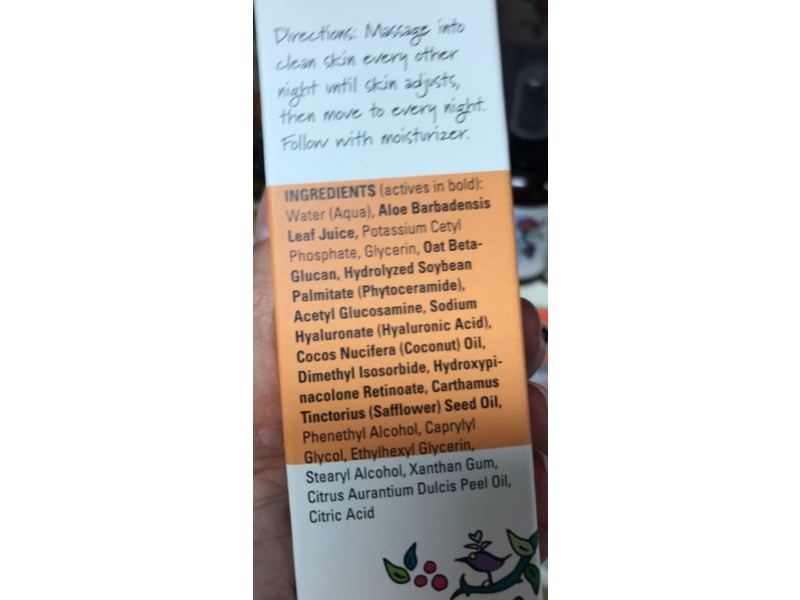 Directions: Massage into
clean skin every other
night until skin adjusts,
then move to every night.
Follow with moisturizer.
INGREDIENTS (actives in bold):
Water (Aqua), Aloe Barbadensis
Leaf Juice, Potassium Cetyl
Phosphate, Glycerin, Oat Beta-
Glucan, Hydrolyzed Soybean
Palmitate (Phytoceramide),
Acetyl Glucosamine, Sodium
Hyaluronate (Hyaluronic Acid),
Cocos Nucifera (Coconut) Oil,
Dimethyl Isosorbide, Hydroxypi-
nacolone Retinoate, Carthamus
Tinctorius (Safflower) Seed Oil,
Phenethyl Alcohol, Caprylyl
Glycol, Ethylhexyl Glycerin,
Stearyl Alcohol, Xanthan Gum,
Citrus Aurantium Dulcis Peel Oil,
Citric Acid